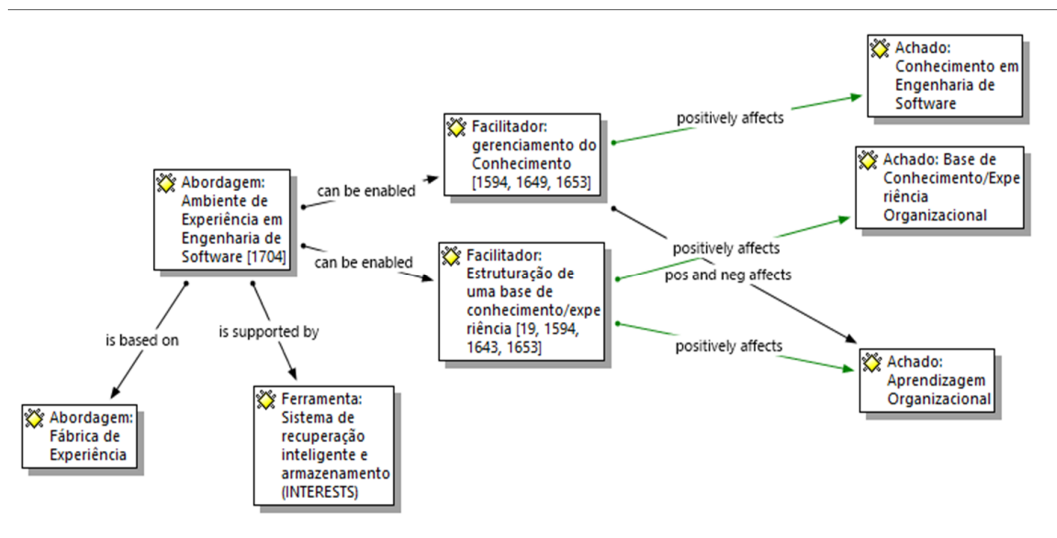 Achado:
Conhecimento em
Engenharia de
Software
positively affects
Facilitador:
gerenciamento do
Conhecimento
[1594, 1649, 1653]
Achado: Base de
Conhecimento/Expe
riência
Organizacional
Abordagem:
Ambiente de
Experiência em
Engenharia de
Software [1704]
can be enabled
can be enabled
positively affects
pos and neg affects
Facilitador:
Estruturação de
uma base de
conhecimento/expe
riência [19, 1594,
1643, 1653]
positively affects
is based on
is supported by
Achado:
Aprendizagem
Organizacional
Abordagem:
Fábrica de
Experiência
Ferramenta:
Sistema de
recuperação
inteligente e
armazenamento
(INTERESTS)